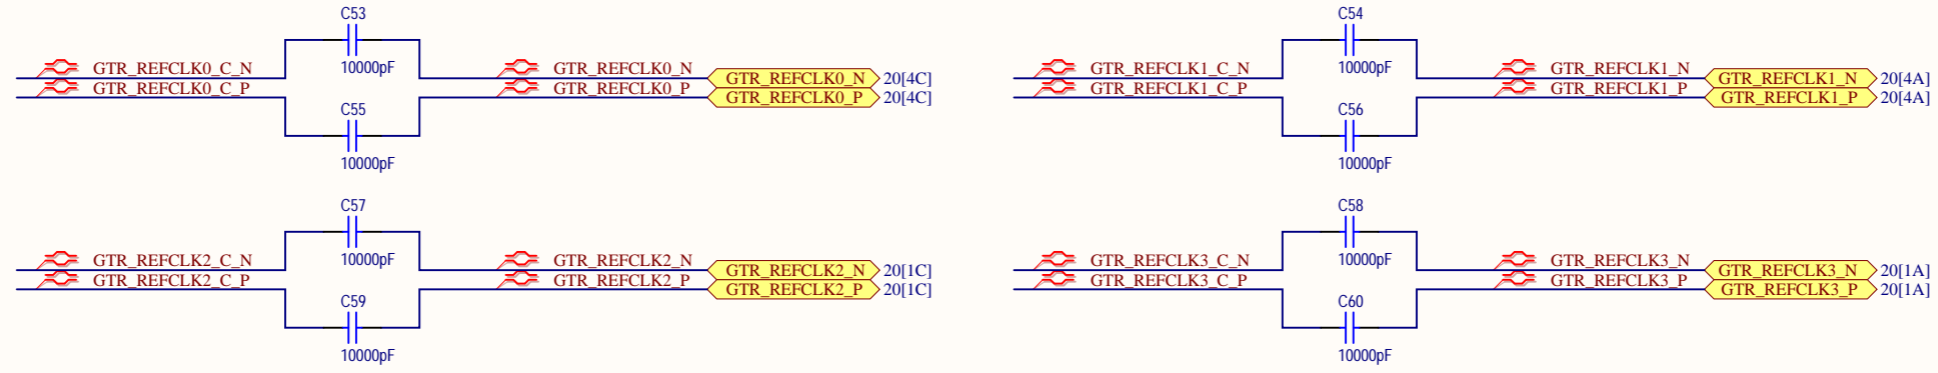 C53
10000pF
GTR_REFCLK0_C_N
GTR_REFCLK0_C_P
GTR_REFCLK0_N
GTR_REFCLK0_P
GTR_REFCLK0_N 20[4C]
GTR_REFCLK0_P 20[4C]
C55
10000pF
C54
10000pF
GTR_REFCLK1_C_N
GTR_REFCLK1_C_P
GTR_REFCLK1_N
GTR_REFCLK1_P
GTR_REFCLK1_N 20[4A]
GTR_REFCLK1_P 20[4A]
C56
10000pF
C57
10000pF
GTR_REFCLK2_C_N
GTR_REFCLK2_C_P
GTR_REFCLK2_N
GTR_REFCLK2_P
GTR_REFCLK2_N 20[1C]
GTR_REFCLK2_P 20[1C]
C59
10000pF
C58
10000pF
GTR_REFCLK3_C_N
GTR_REFCLK3_C_P
GTR_REFCLK3_N
GTR_REFCLK3_P
GTR_REFCLK3_N 20[1A]
GTR_REFCLK3_P 20[1A]
C60
10000pF